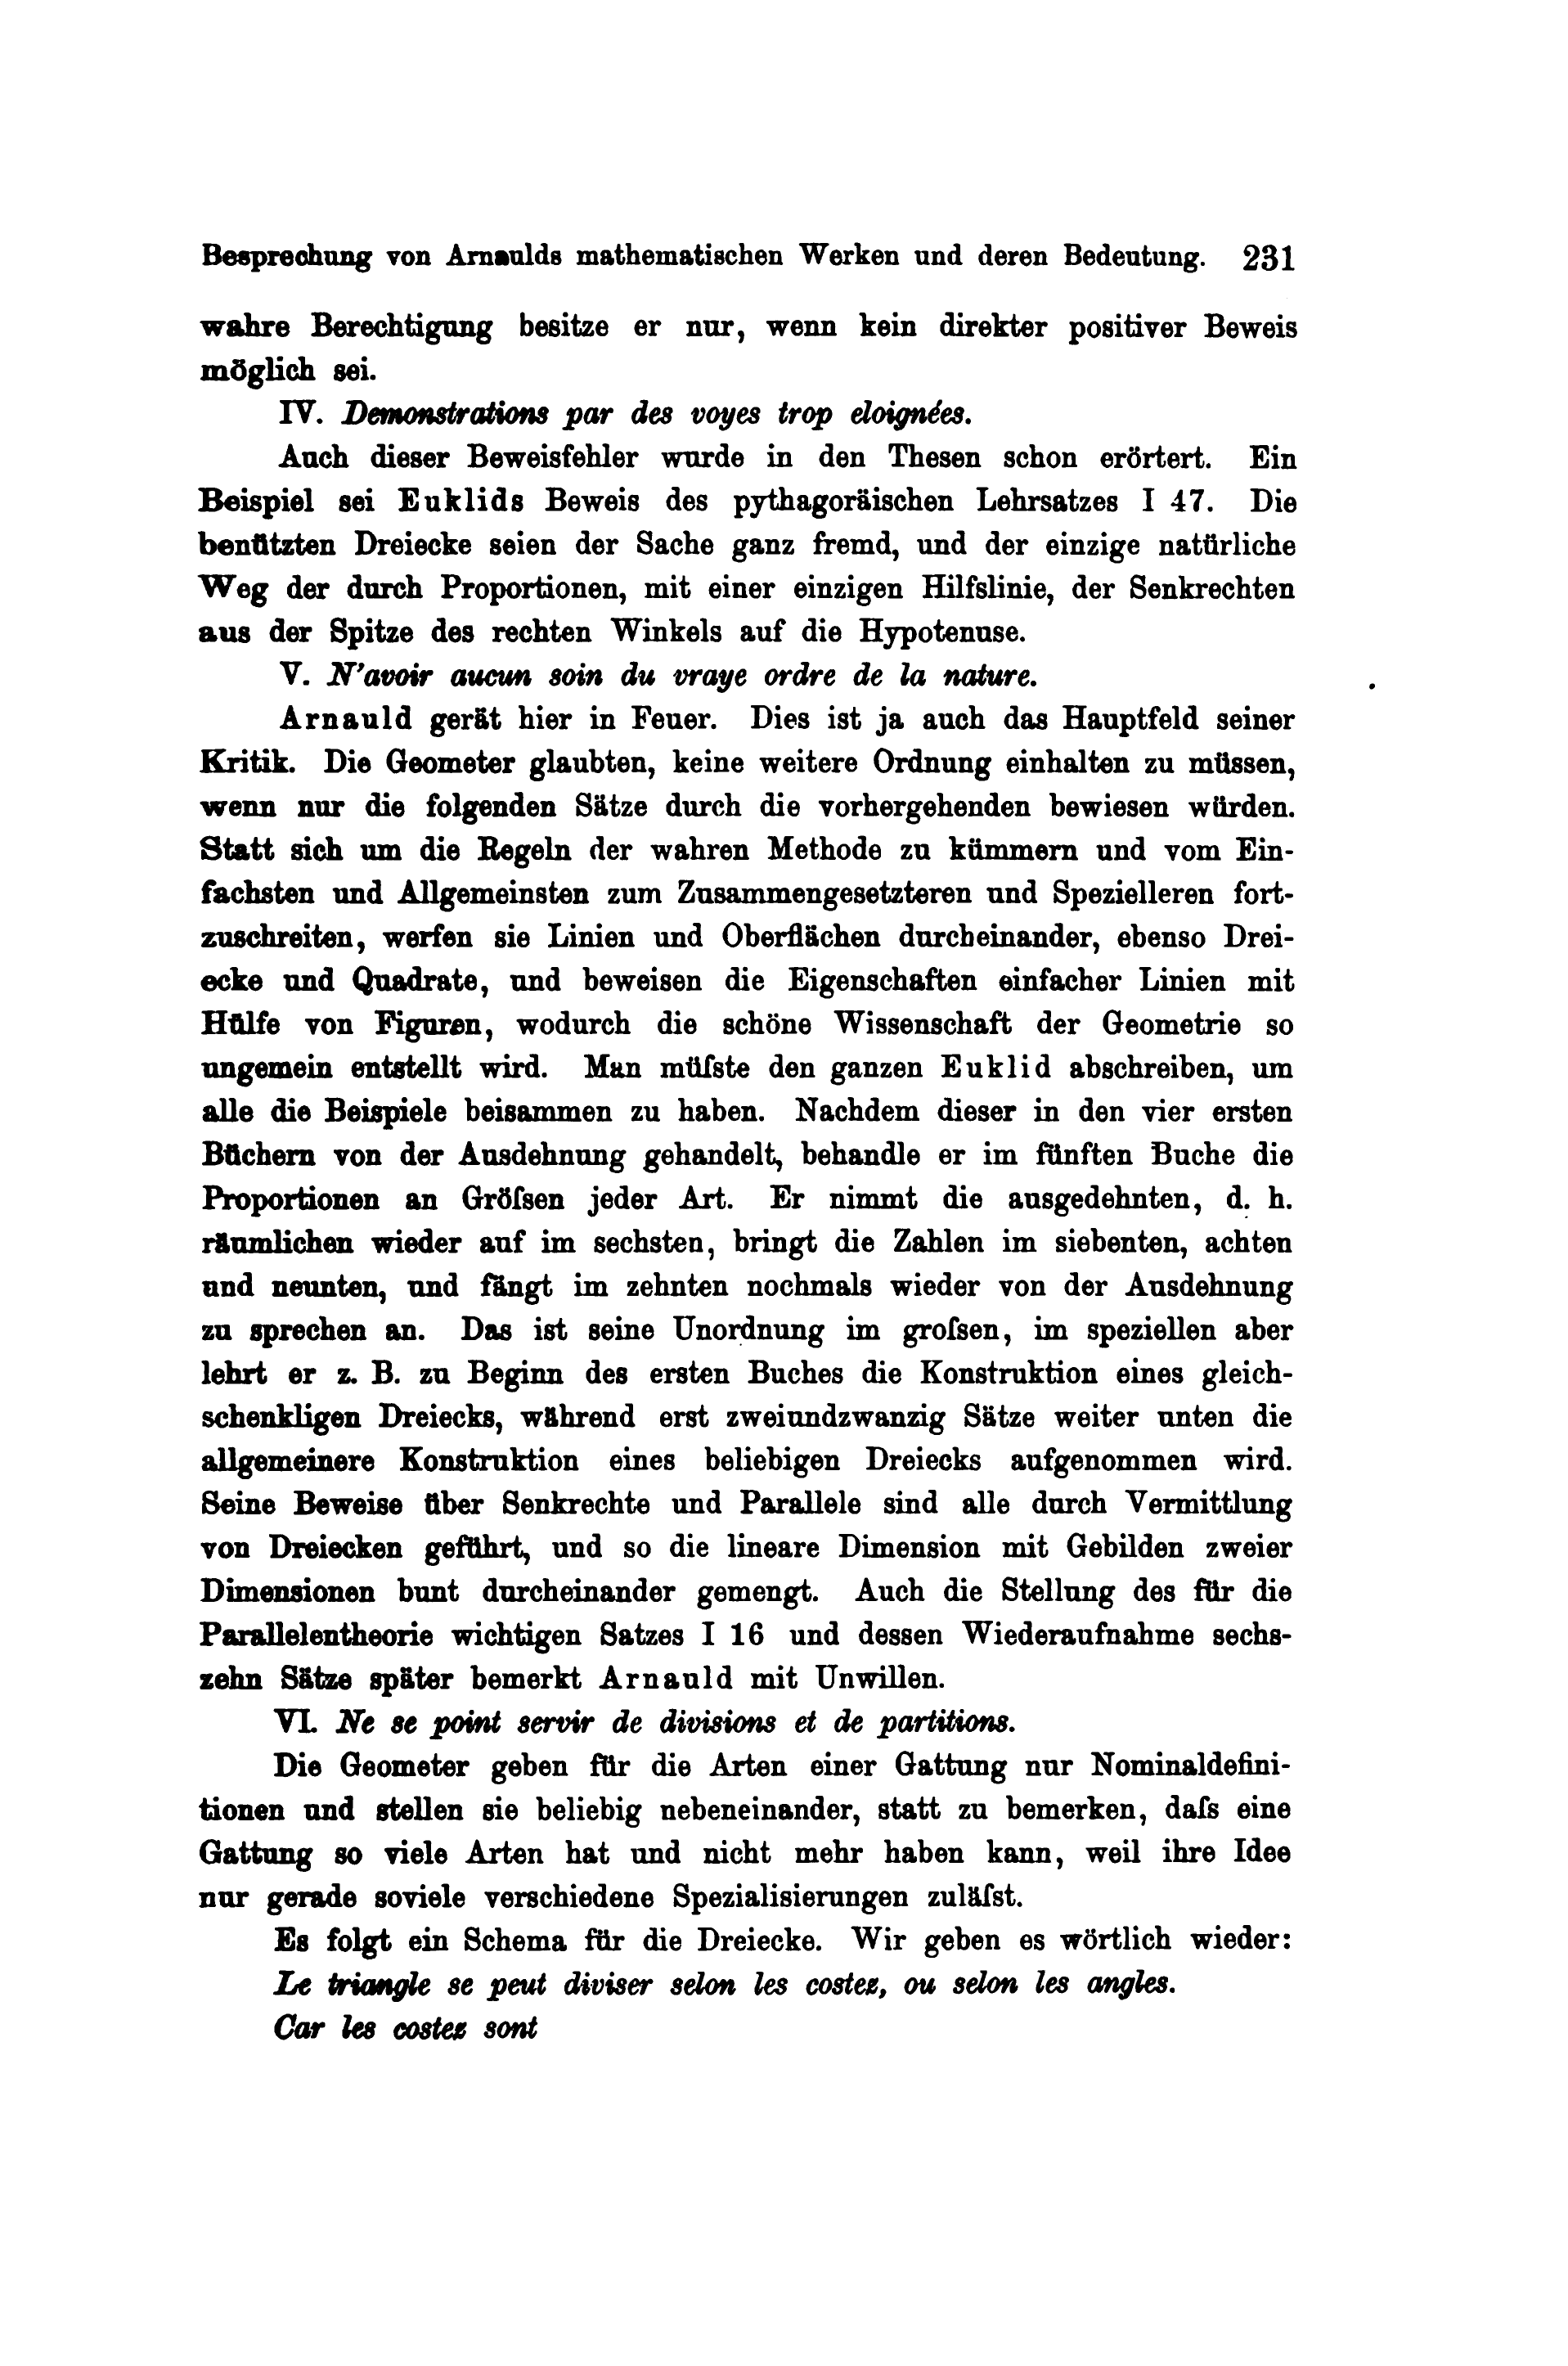 Besprechung von Arnaulds mathematischen Werken und deren Bedeutung. 231
wahre Berechtigung besitze er nur, wenn kein direkter positiver Beweis
möglich sei.
IV. Demonstrations par des voyes trop eloignées.
Auch dieser Beweisfehler wurde in den Thesen schon erörtert. Ein
Beispiel sei Euklids Beweis des pythagoräischen Lehrsatzes I 47. Die
benützten Dreiecke seien der Sache ganz fremd, und der einzige natürliche
Weg der durch Proportionen, mit einer einzigen Hilfslinie, der Senkrechten
aus der Spitze des rechten Winkels auf die Hypotenuse.
V. N'avoir aucun soin du vraye ordre de la nature.
Arnauld gerät hier in Feuer. Dies ist ja auch das Hauptfeld seiner
Kritik. Die Geometer glaubten, keine weitere Ordnung einhalten zu müssen,
wenn nur die folgenden Sätze durch die vorhergehenden bewiesen würden.
Statt sich um die Regeln der wahren Methode zu kümmern und vom Ein-
fachsten und Allgemeinsten zum Zusammengesetzteren und Spezielleren fort-
zuschreiten, werfen sie Linien und Oberflächen durcheinander, ebenso Drei-
ecke und Quadrate, und beweisen die Eigenschaften einfacher Linien mit
Hülfe von Figuren, wodurch die schöne Wissenschaft der Geometrie so
ungemein entstellt wird. Man müſste den ganzen Euklid abschreiben, um
alle die Beispiele beisammen zu haben. Nachdem dieser in den vier ersten
Büchern von der Ausdehnung gehandelt, behandle er im fünften Buche die
Proportionen an Gröſsen jeder Art. Er nimmt die ausgedehnten, d. h.
räumlichen wieder auf im sechsten, bringt die Zahlen im siebenten, achten
und neunten, und fängt im zehnten nochmals wieder von der Ausdehnung
zu sprechen an. Das ist seine Unordnung im groſsen, im speziellen aber
lehrt er z. B. zu Beginn des ersten Buches die Konstruktion eines gleich-
schenkligen Dreiecks, während erst zweiundzwanzig Sätze weiter unten die
allgemeinere Konstruktion eines beliebigen Dreiecks aufgenommen wird.
Seine Beweise über Senkrechte und Parallele sind alle durch Vermittlung
von Dreiecken geführt, und so die lineare Dimension mit Gebilden zweier
Dimensionen bunt durcheinander gemengt. Auch die Stellung des für die
Parallelentheorie wichtigen Satzes I 16 und dessen Wiederaufnahme sechs-
zehn Sätze später bemerkt Arnauld mit Unwillen.
VI. Ne se point servir de divisions et de partitions.
Die Geometer geben für die Arten einer Gattung nur Nominaldefini-
tionen und stellen sie beliebig nebeneinander, statt zu bemerken, daſs eine
Gattung so viele Arten hat und nicht mehr haben kann, weil ihre Idee
nur gerade soviele verschiedene Spezialisierungen zuläſst.
Es folgt ein Schema für die Dreiecke. Wir geben es wörtlich wieder:
Le triangle se peut diviser selon les costez, ou selon les angles.
Car les costez sont